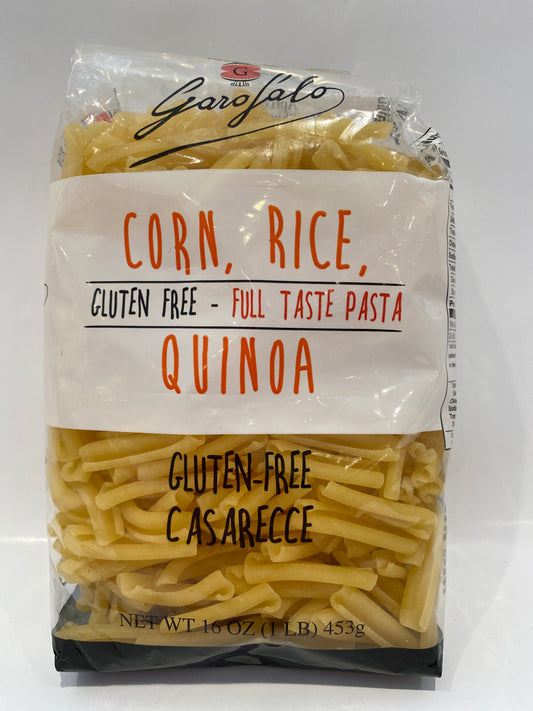 G
Garofalo
CORN, RICE,
GLUTEN FREE - FULL TASTE PASTA
QUINOA
GLUTEN-FREE
CASARECCE
NET WT 16 OZ (1 LB) 453g